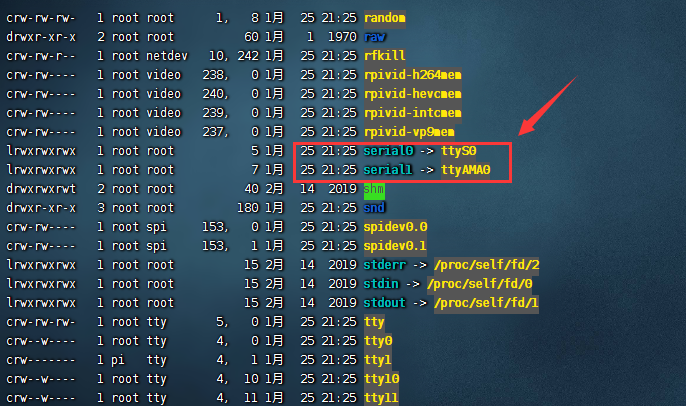 crw-rw-rw- 1 root root 1, 8 1月 25 21:25 random
drwxr-xr-x 2 root root 60 1月 1 1970 raw
crw-rw-r-- 1 root netdev 10, 242 1月 25 21:25 rfkill
crw-rw---- 1 root video 238, 0 1月 25 21:25 rpivid-h264mem
crw-rw---- 1 root video 240, 0 1月 25 21:25 rpivid-hevcmem
crw-rw---- 1 root video 239, 0 1月 25 21:25 rpivid-intcmem
crw-rw---- 1 root video 237, 0 1月 25 21:25 rpivid-vp9mem
lrwxrwxrwx 1 root root 5 1月 25 21:25 serial0 -> ttyS0
lrwxrwxrwx 1 root root 7 1月 25 21:25 serial1 -> ttyAMA0
drwxrwxrwt 2 root root 40 2月 14 2019 shm
drwxr-xr-x 3 root root 180 1月 25 21:25 snd
crw-rw---- 1 root spi 153, 0 1月 25 21:25 spidev0.0
crw-rw---- 1 root spi 153, 1 1月 25 21:25 spidev0.1
lrwxrwxrwx 1 root root 15 2月 14 2019 stderr -> /proc/self/fd/2
lrwxrwxrwx 1 root root 15 2月 14 2019 stdin -> /proc/self/fd/0
lrwxrwxrwx 1 root root 15 2月 14 2019 stdout -> /proc/self/fd/1
crw-rw-rw- 1 root tty 5, 0 1月 25 21:25 tty
crw--w---- 1 root tty 4, 0 1月 25 21:25 tty0
crw------- 1 pi tty 4, 1 1月 25 21:25 tty1
crw--w---- 1 root tty 4, 10 1月 25 21:25 tty10
crw--w---- 1 root tty 4, 11 1月 25 21:25 tty11